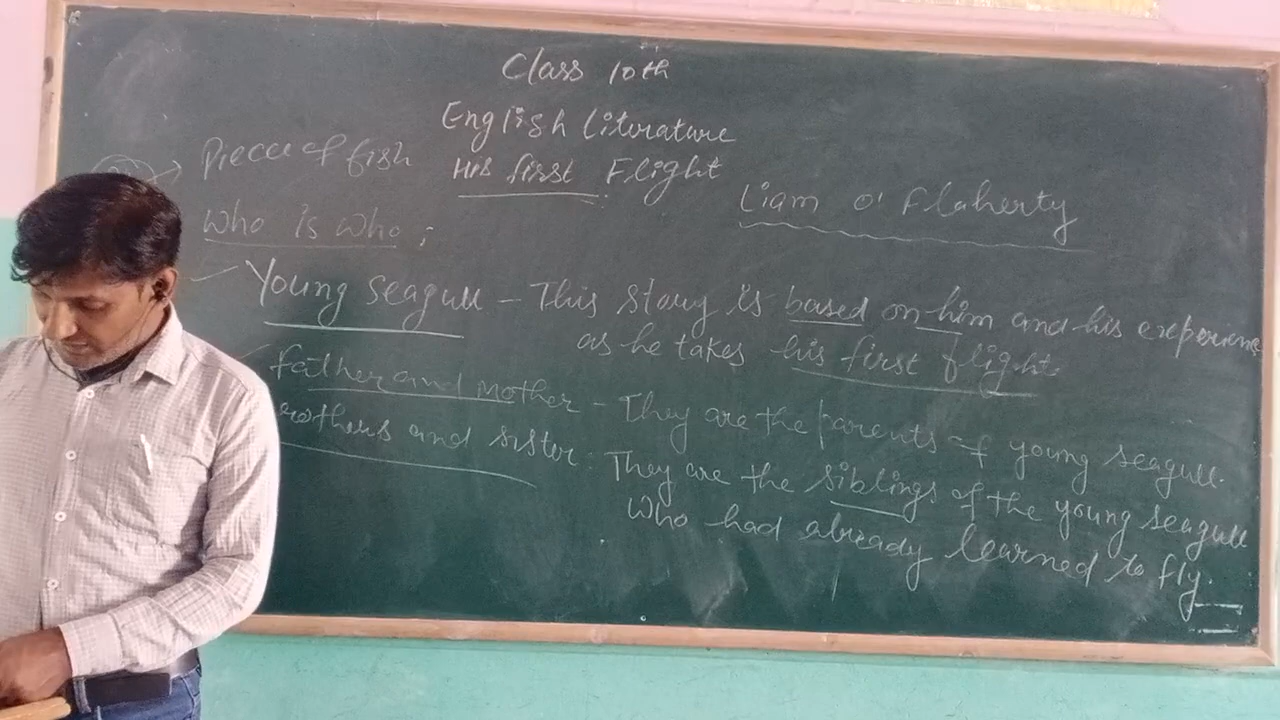 Class 10th
English Literature
His first Flight
Piece of fish
Liam O' Flaherty
Who is Who :
Young Seagull – This story is based on him and his experience
as he takes his first flight.
Father and Mother – They are the parents of young seagull.
rothers and sister : They are the siblings of the young seagull
Who had already learned to fly.